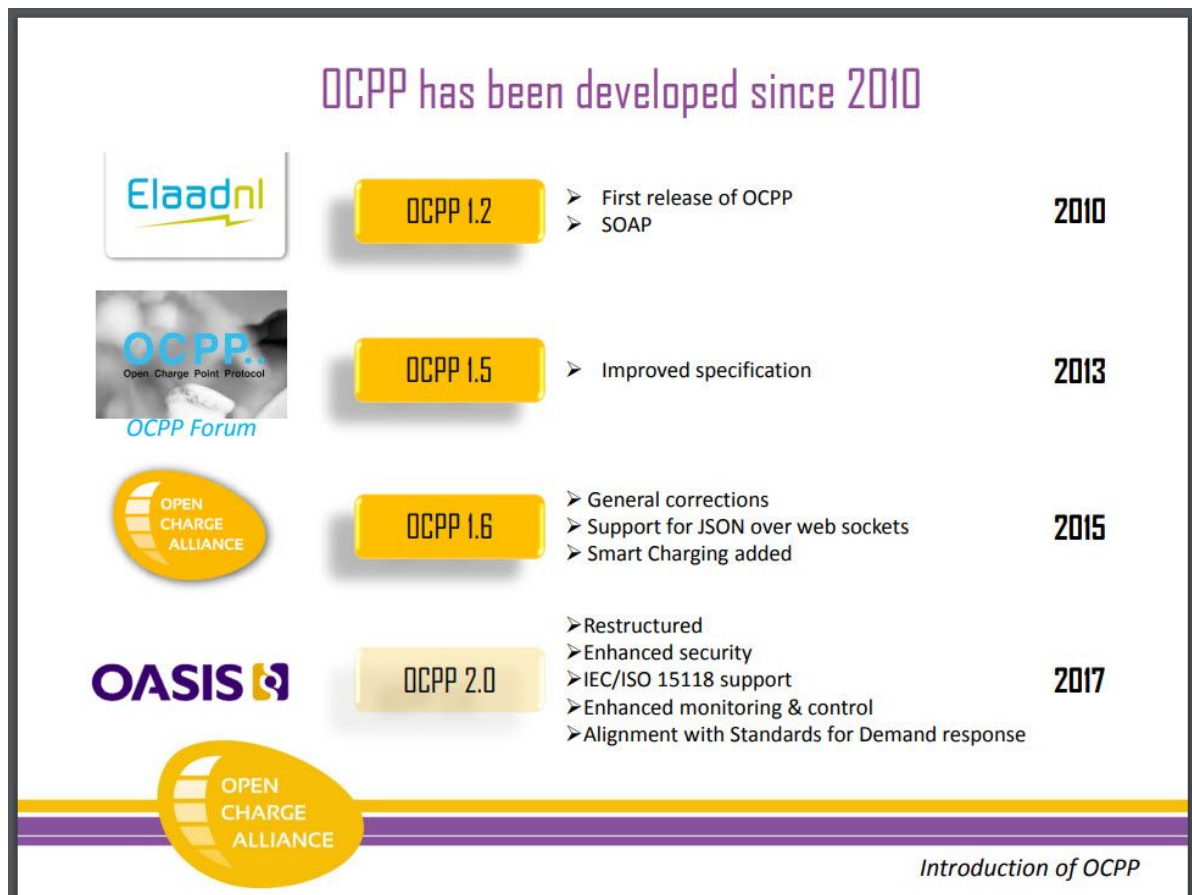 OCPP has been developed since 2010
Elaadnl
OCPP 1.2
➢ First release of OCPP
➢ SOAP
2010
OCPP
Open Charge Point Protocol
OCPP Forum
OCPP 1.5
➢ Improved specification
2013
OPEN
CHARGE
ALLIANCE
OCPP 1.6
➢ General corrections
➢ Support for JSON over web sockets
➢ Smart Charging added
2015
OASIS
OCPP 2.0
➢Restructured
➢Enhanced security
➢IEC/ISO 15118 support
➢Enhanced monitoring & control
➢Alignment with Standards for Demand response
2017
OPEN
CHARGE
ALLIANCE
Introduction of OCPP